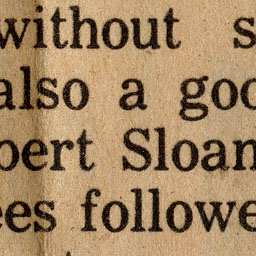 without s
also a goo
bert Sloan
ees followe